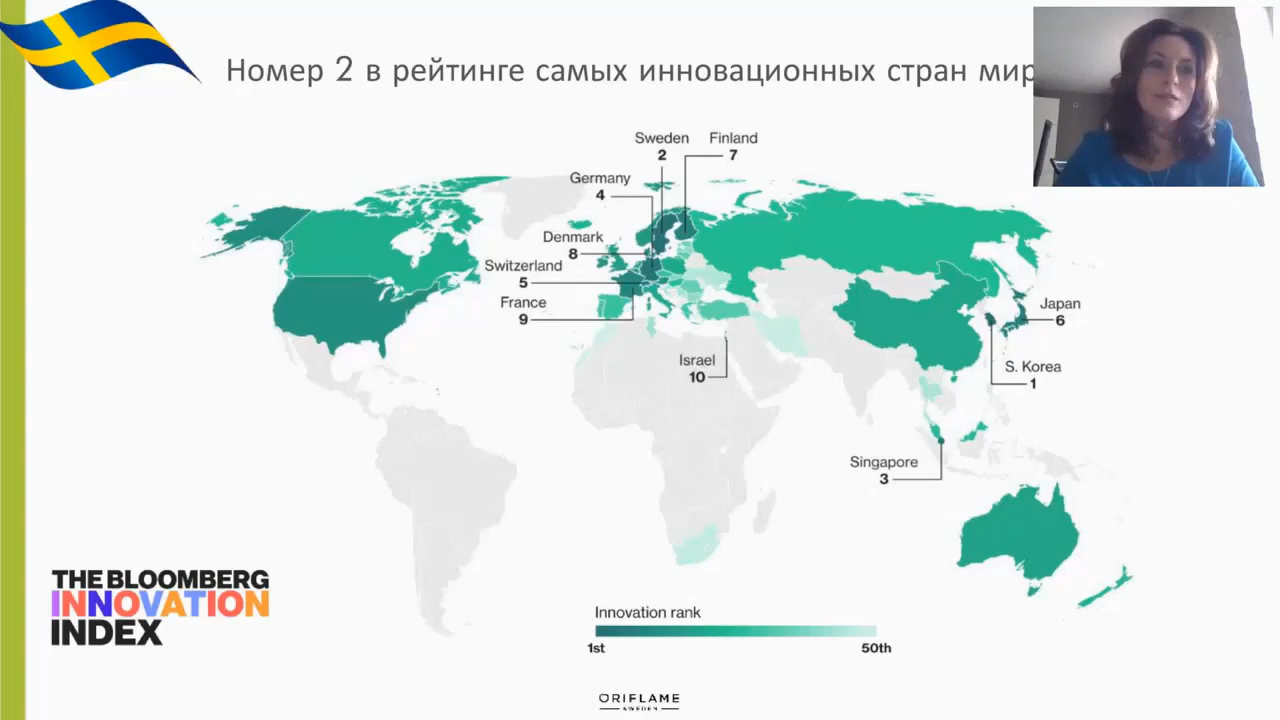 Номер 2 в рейтинге самых инновационных стран мир
Sweden
2
Finland
7
Germany
4
Denmark
8
Switzerland
5
France
9
Japan
6
Israel
10
S. Korea
1
Singapore
3
THE BLOOMBERG
INNOVATION
INDEX
Innovation rank
1st
50th
ORIFLAME
SWEDEN